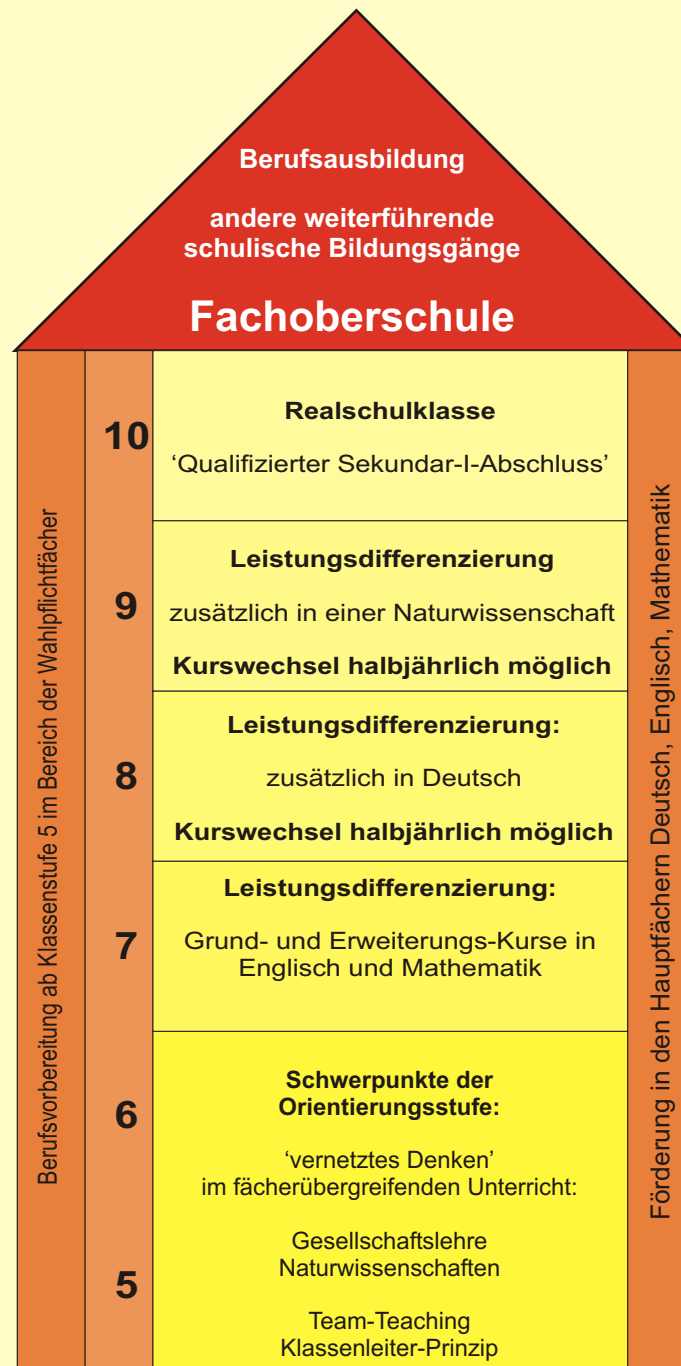 Berufsausbildung
andere weiterführende
schulische Bildungsgänge
Fachoberschule
Berufsvorbereitung ab Klassenstufe 5 im Bereich der Wahlpflichtfächer
10
Realschulklasse
‘Qualifizierter Sekundar-I-Abschluss’
9
Leistungsdifferenzierung
zusätzlich in einer Naturwissenschaft
Kurswechsel halbjährlich möglich
8
Leistungsdifferenzierung:
zusätzlich in Deutsch
Kurswechsel halbjährlich möglich
7
Leistungsdifferenzierung:
Grund- und Erweiterungs-Kurse in
Englisch und Mathematik
6
Schwerpunkte der
Orientierungsstufe:
‘vernetztes Denken’
im fächerübergreifenden Unterricht:
5
Gesellschaftslehre
Naturwissenschaften
Team-Teaching
Klassenleiter-Prinzip
Förderung in den Hauptfächern Deutsch, Englisch, Mathematik